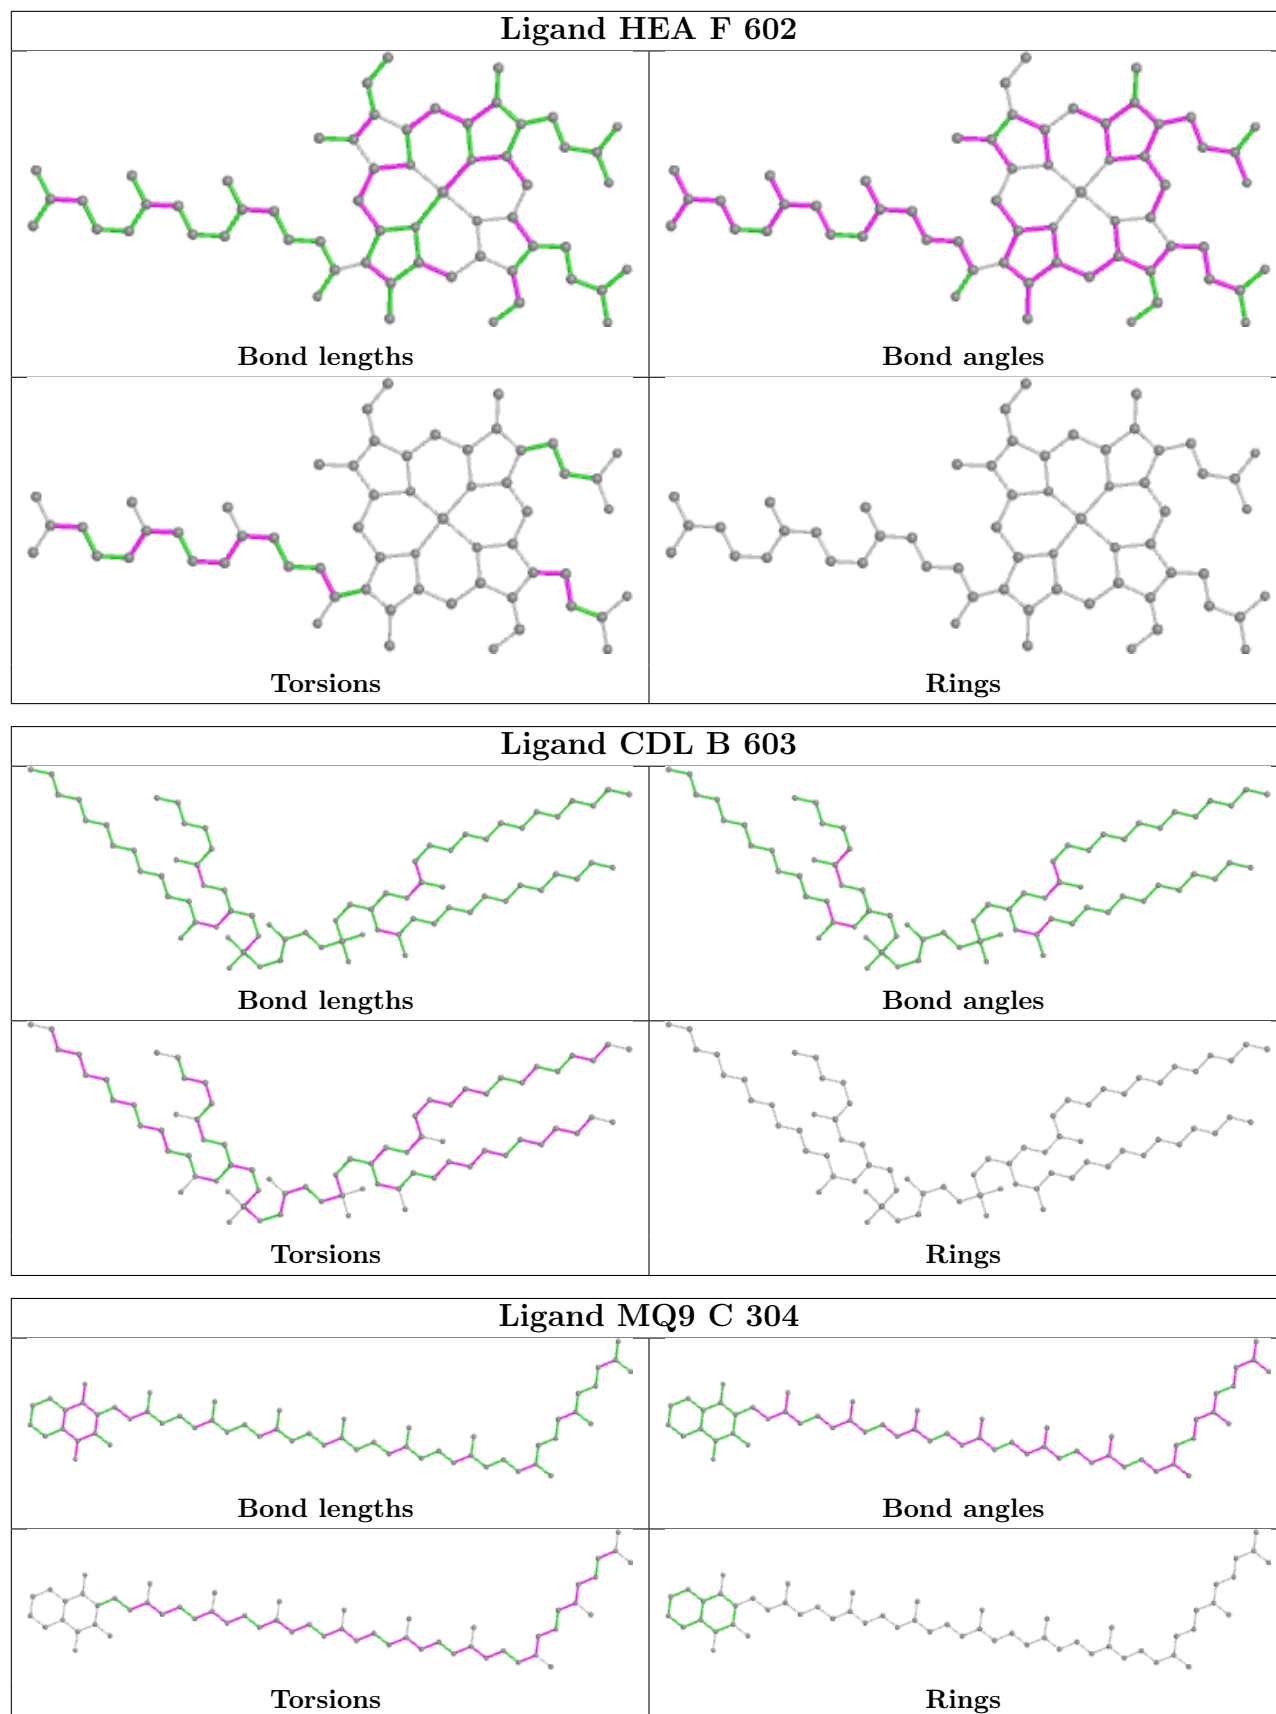 Ligand HEA F 602
Bond lengths
Bond angles
Torsions
Rings
Ligand CDL B 603
Bond lengths
Bond angles
Torsions
Rings
Ligand MQ9 C 304
Bond lengths
Bond angles
Torsions
Rings